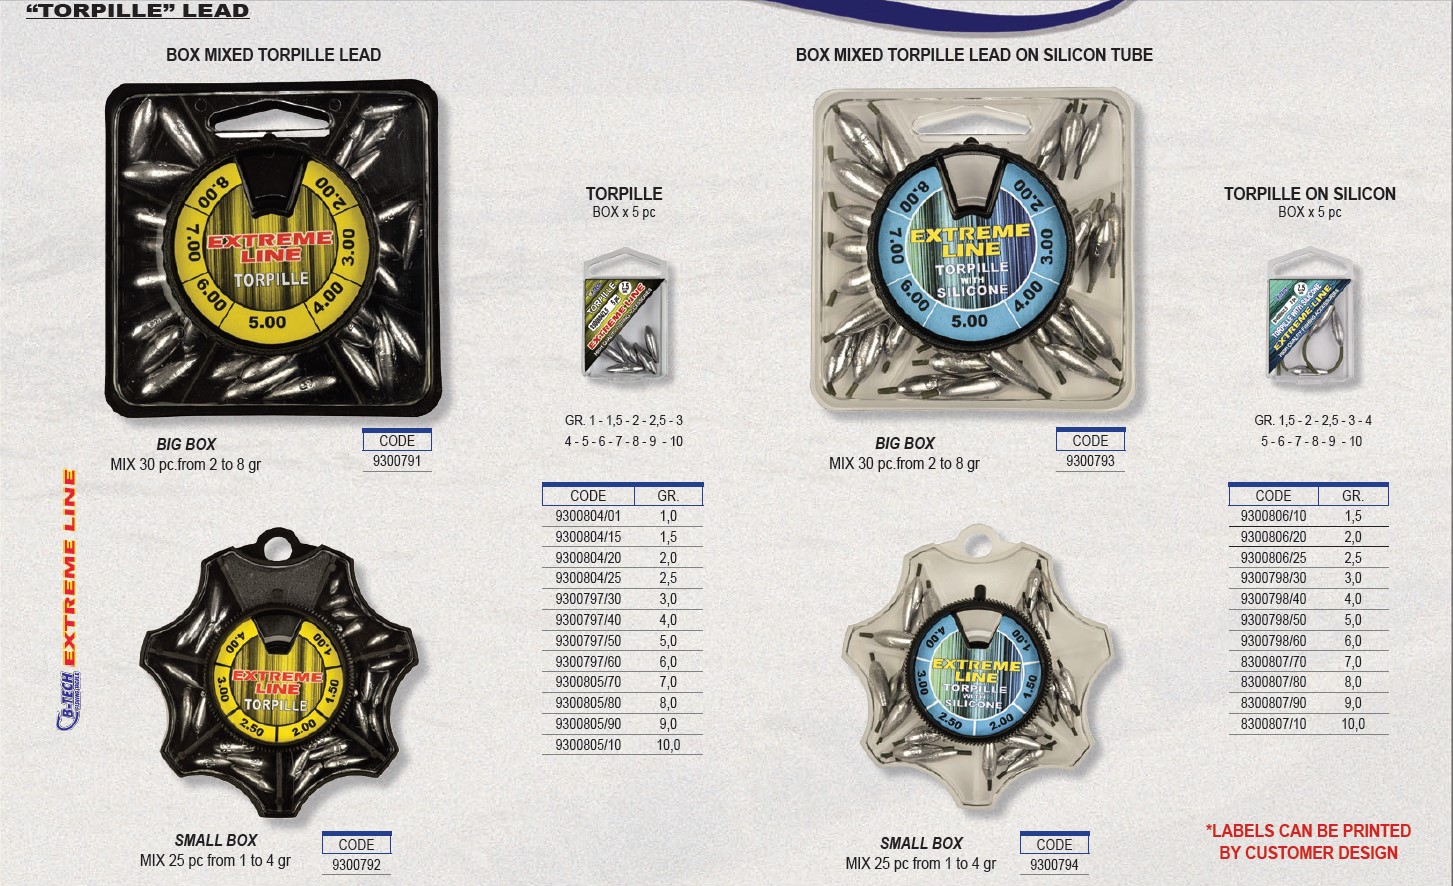 “TORPILLE” LEAD
BOX MIXED TORPILLE LEAD
8.00
2.00
7.00
3.00
6.00
4.00
5.00
EXTREME
LINE
TORPILLE
BIG BOX
MIX 30 pc.from 2 to 8 gr
CODE
9300791
EXTREME LINE
B-TECH
4.00
1.00
3.00
1.50
2.50
2.00
EXTREME
LINE
TORPILLE
SMALL BOX
MIX 25 pc from 1 to 4 gr
CODE
9300792
TORPILLE
BOX x 5 pc
TORPILLE
EXTREME LINE
GR. 1 - 1,5 - 2 - 2,5 - 3
4 - 5 - 6 - 7 - 8 - 9 - 10
CODE GR.
9300804/01 1,0
9300804/15 1,5
9300804/20 2,0
9300804/25 2,5
9300797/30 3,0
9300797/40 4,0
9300797/50 5,0
9300797/60 6,0
9300805/70 7,0
9300805/80 8,0
9300805/90 9,0
9300805/10 10,0
BOX MIXED TORPILLE LEAD ON SILICON TUBE
8.00
2.00
7.00
3.00
6.00
4.00
5.00
EXTREME
LINE
TORPILLE
WITH
SILICONE
BIG BOX
MIX 30 pc.from 2 to 8 gr
CODE
9300793
4.00
1.00
3.00
1.50
2.50
2.00
EXTREME
LINE
TORPILLE
WITH
SILICONE
SMALL BOX
MIX 25 pc from 1 to 4 gr
CODE
9300794
TORPILLE ON SILICON
BOX x 5 pc
TORPILLE WITH SILICONE
EXTREME LINE
GR. 1,5 - 2 - 2,5 - 3 - 4
5 - 6 - 7 - 8 - 9 - 10
CODE GR.
9300806/10 1,5
9300806/20 2,0
9300806/25 2,5
9300798/30 3,0
9300798/40 4,0
9300798/50 5,0
9300798/60 6,0
8300807/70 7,0
8300807/80 8,0
8300807/90 9,0
8300807/10 10,0
*LABELS CAN BE PRINTED
BY CUSTOMER DESIGN